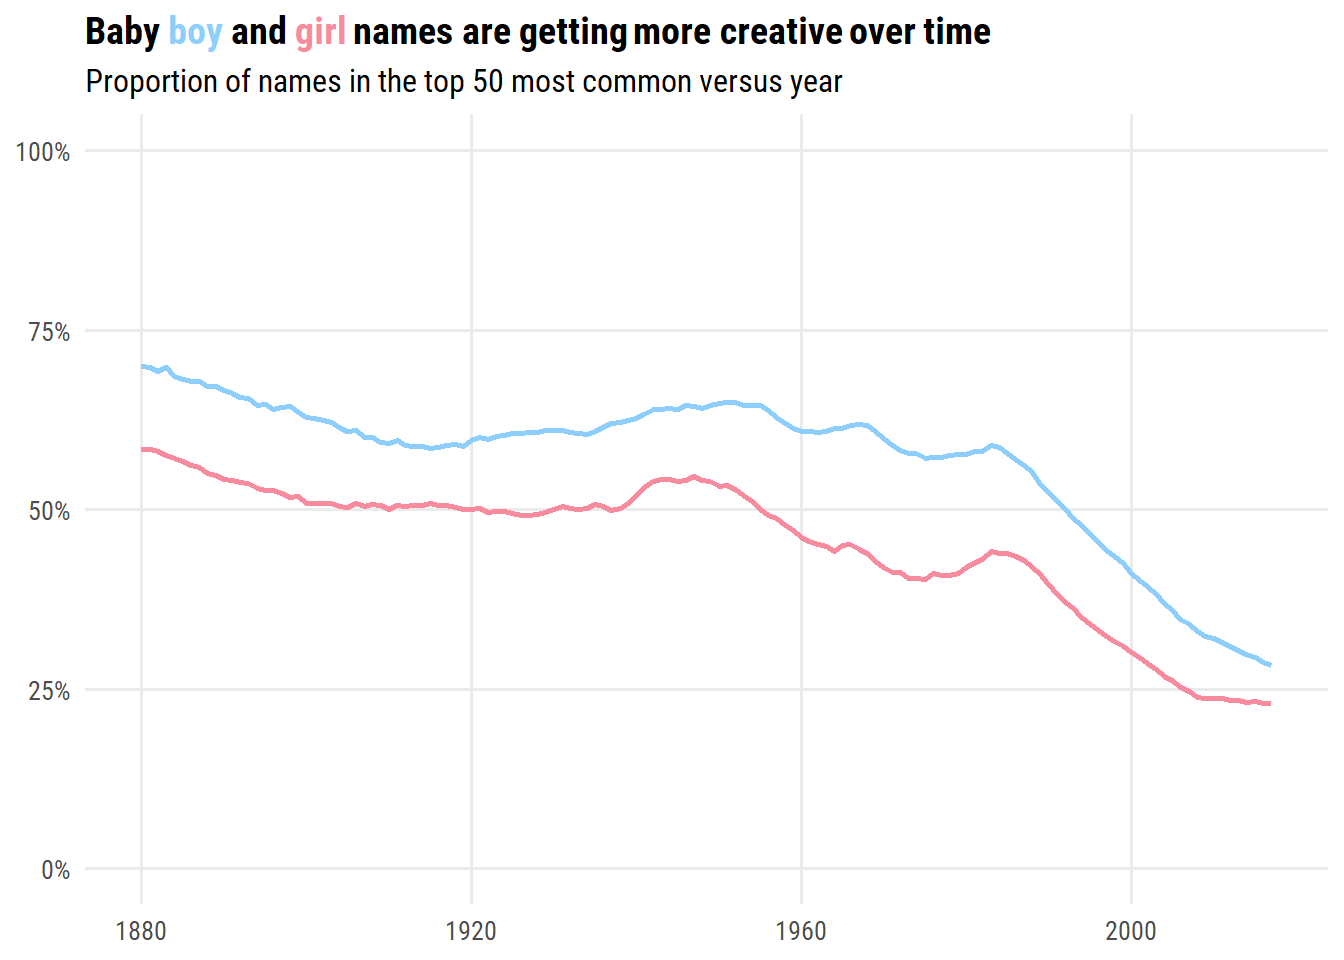 Baby boy and girl names are getting more creative over time
Proportion of names in the top 50 most common versus year
100%
75%
50%
25%
0%
1880 1920 1960 2000